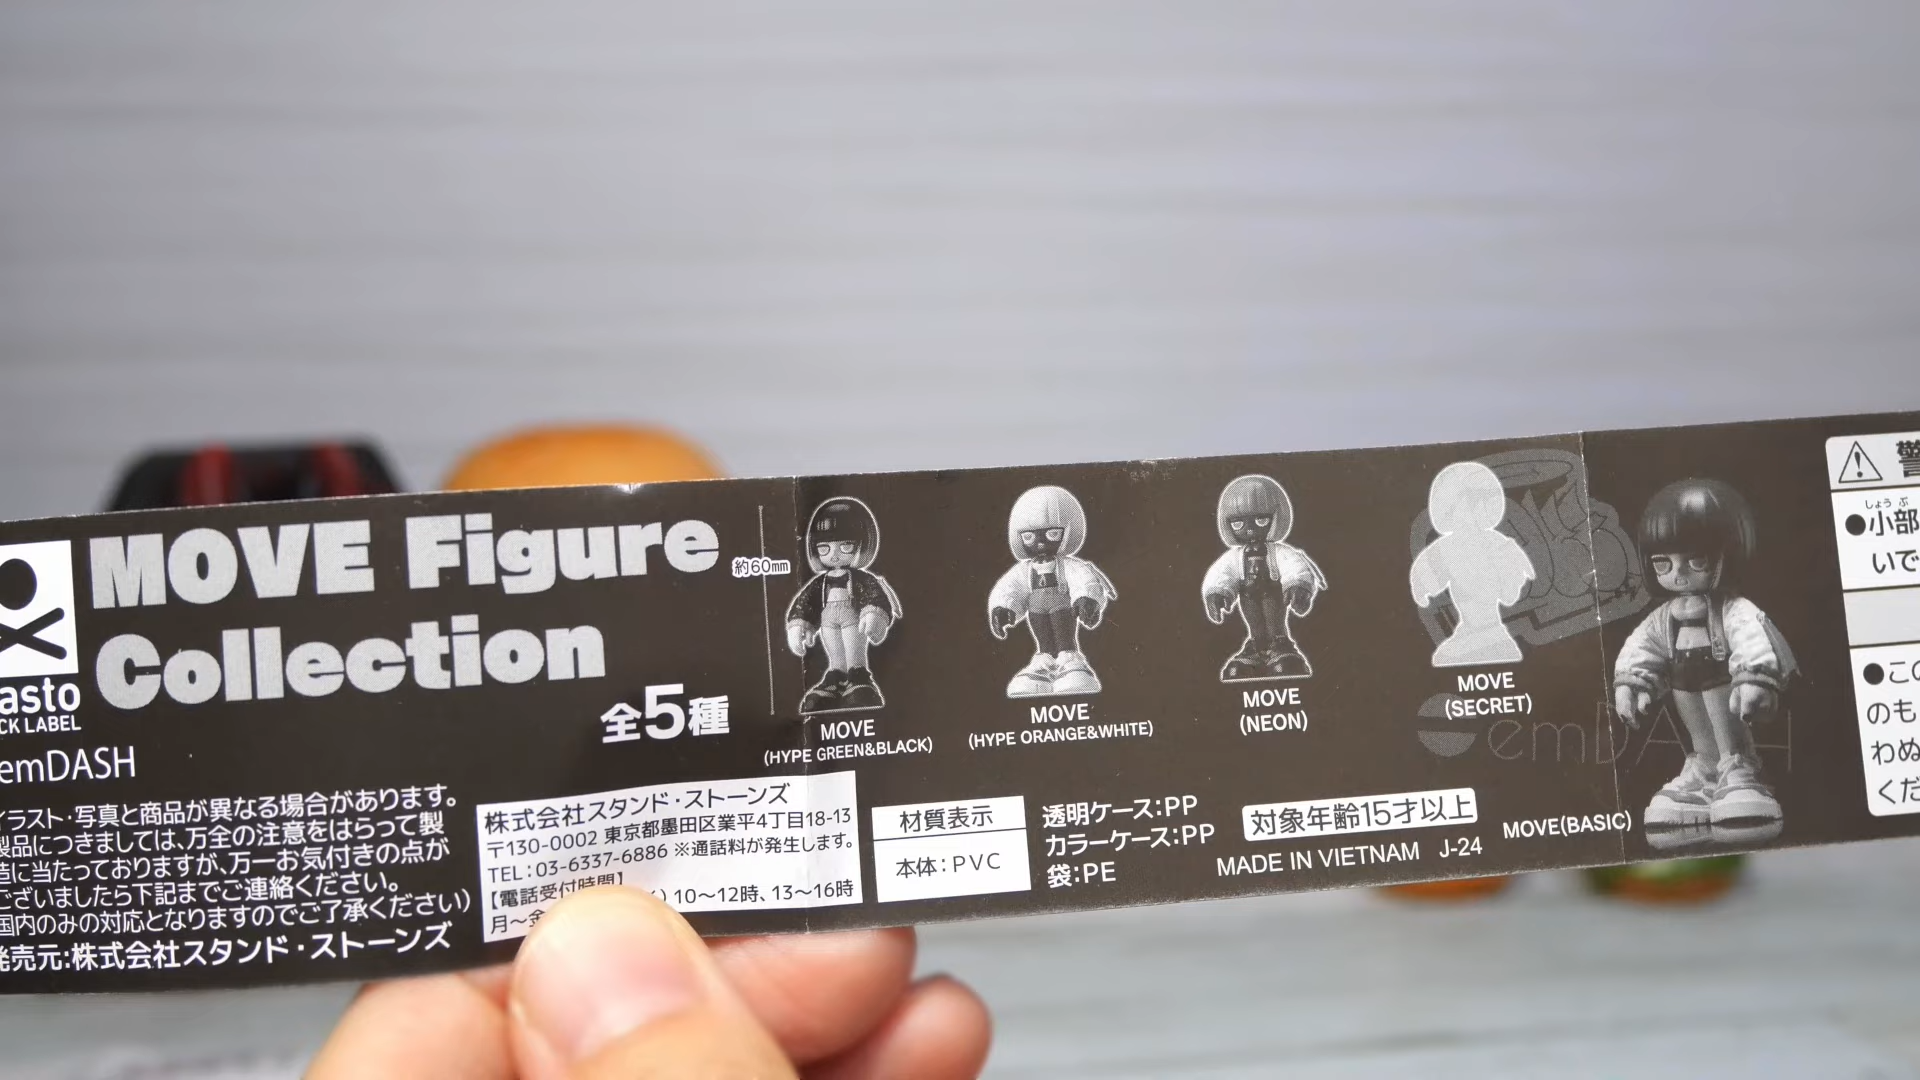 MOVE Figure
Collection
全5種
asto
CK LABEL
emDASH
イラスト・写真と商品が異なる場合があります。
製品につきましては、万全の注意をはらって製
造に当たっておりますが、万一お気付きの点が
ございましたら下記までご連絡ください。
国内のみの対応となりますのでご了承ください)
発売元:株式会社スタンド・ストーンズ
株式会社スタンド・ストーンズ
〒130-0002 東京都墨田区業平4丁目18-13
TEL:03-6337-6886 ※通話料が発生します。
【電話受付時間】
月〜金 ) 10〜12時、13〜16時
約60mm
MOVE
(HYPE GREEN&BLACK)
MOVE
(HYPE ORANGE&WHITE)
MOVE
(NEON)
MOVE
(SECRET)
MOVE(BASIC)
emDASH
材質表示
本体:PVC
透明ケース:PP
カラーケース:PP
袋:PE
対象年齢15才以上
MADE IN VIETNAM J-24
警
しょう ぶ
●小部
いで
●この
のも
わぬ
くだ